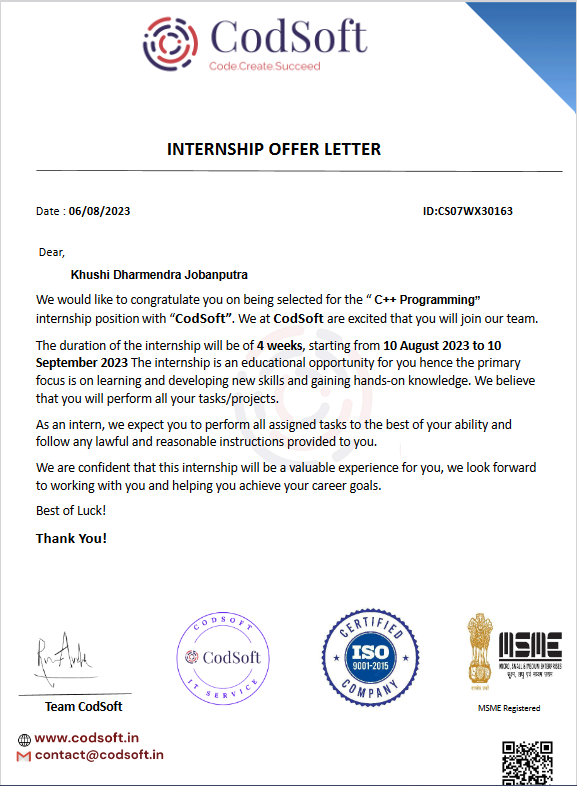 CodSoft
Code.Create.Succeed
INTERNSHIP OFFER LETTER
Date : 06/08/2023
ID:CS07WX30163
Dear,
Khushi Dharmendra Jobanputra
We would like to congratulate you on being selected for the “ C++ Programming”
internship position with “CodSoft”. We at CodSoft are excited that you will join our team.
The duration of the internship will be of 4 weeks, starting from 10 August 2023 to 10
September 2023 The internship is an educational opportunity for you hence the primary
focus is on learning and developing new skills and gaining hands-on knowledge. We believe
that you will perform all your tasks/projects.
As an intern, we expect you to perform all assigned tasks to the best of your ability and
follow any lawful and reasonable instructions provided to you.
We are confident that this internship will be a valuable experience for you, we look forward
to working with you and helping you achieve your career goals.
Best of Luck!
Thank You!
Team CodSoft
CODSOFT
CodSoft
IT SERVICE
CERTIFIED
ISO
9001-2015
COMPANY
MSME
MICRO, SMALL & MEDIUM ENTERPRISES
सूक्ष्म, लघु एवं मध्यम उद्यम
MSME Registered
www.codsoft.in
contact@codsoft.in